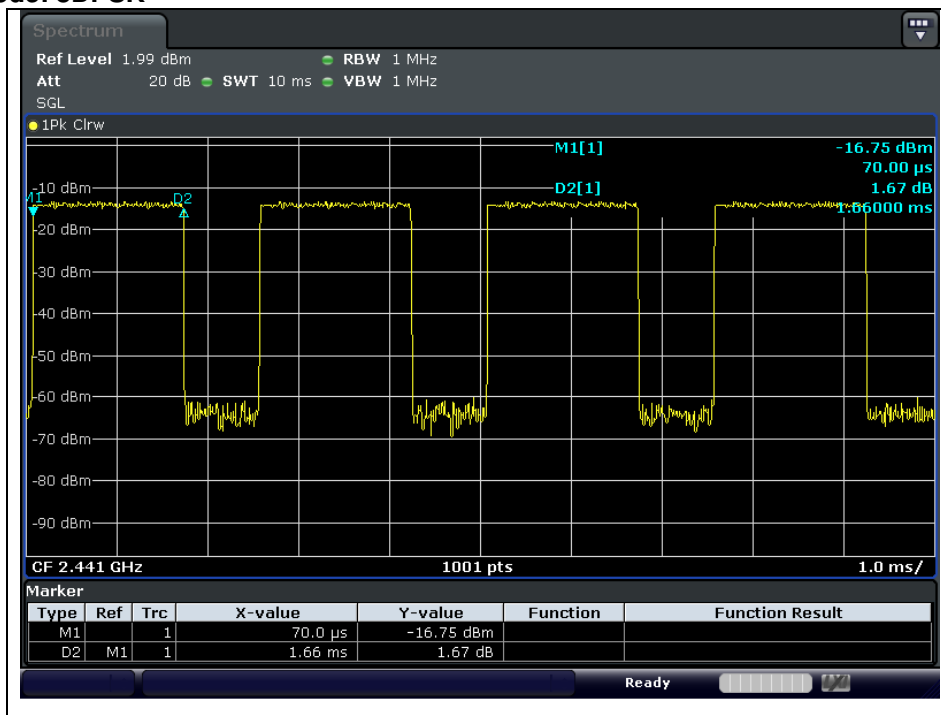 Spectrum
Ref Level 1.99 dBm RBW 1 MHz
Att 20 dB SWT 10 ms VBW 1 MHz
SGL
1Pk Clrw
M1[1] -16.75 dBm
70.00 µs
D2[1] 1.67 dB
1.66000 ms
-10 dBm
M1
D2
-20 dBm
-30 dBm
-40 dBm
-50 dBm
-60 dBm
-70 dBm
-80 dBm
-90 dBm
CF 2.441 GHz 1001 pts 1.0 ms/
Marker
Type Ref Trc X-value Y-value Function Function Result
M1 1 70.0 µs -16.75 dBm
D2 M1 1 1.66 ms 1.67 dB
Ready